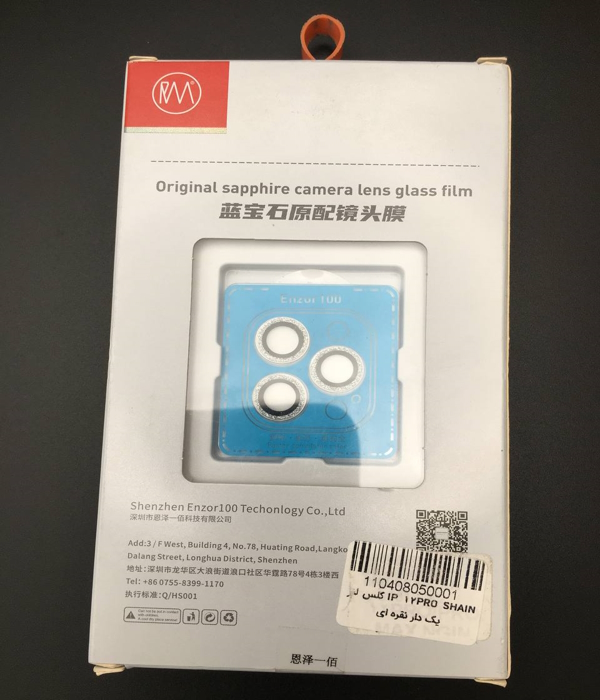 RM
Original sapphire camera lens glass film
蓝宝石原配镜头膜
Enzor100
Shenzhen Enzor100 Techonlogy Co.,Ltd
深圳市恩泽一佰科技有限公司
Add:3 / F West, Building 4, No.78, Huating Road,Langko
Dalang Street, Longhua District, Shenzhen
地址:深圳市龙华区大浪街道浪口社区华霆路78号4栋3楼西
Tel: +86 0755-8399-1170
执行标准:Q/HS001
110408050001
گلس لنز IP 12PRO SHAIN
یک دار نقره ای
恩泽一佰